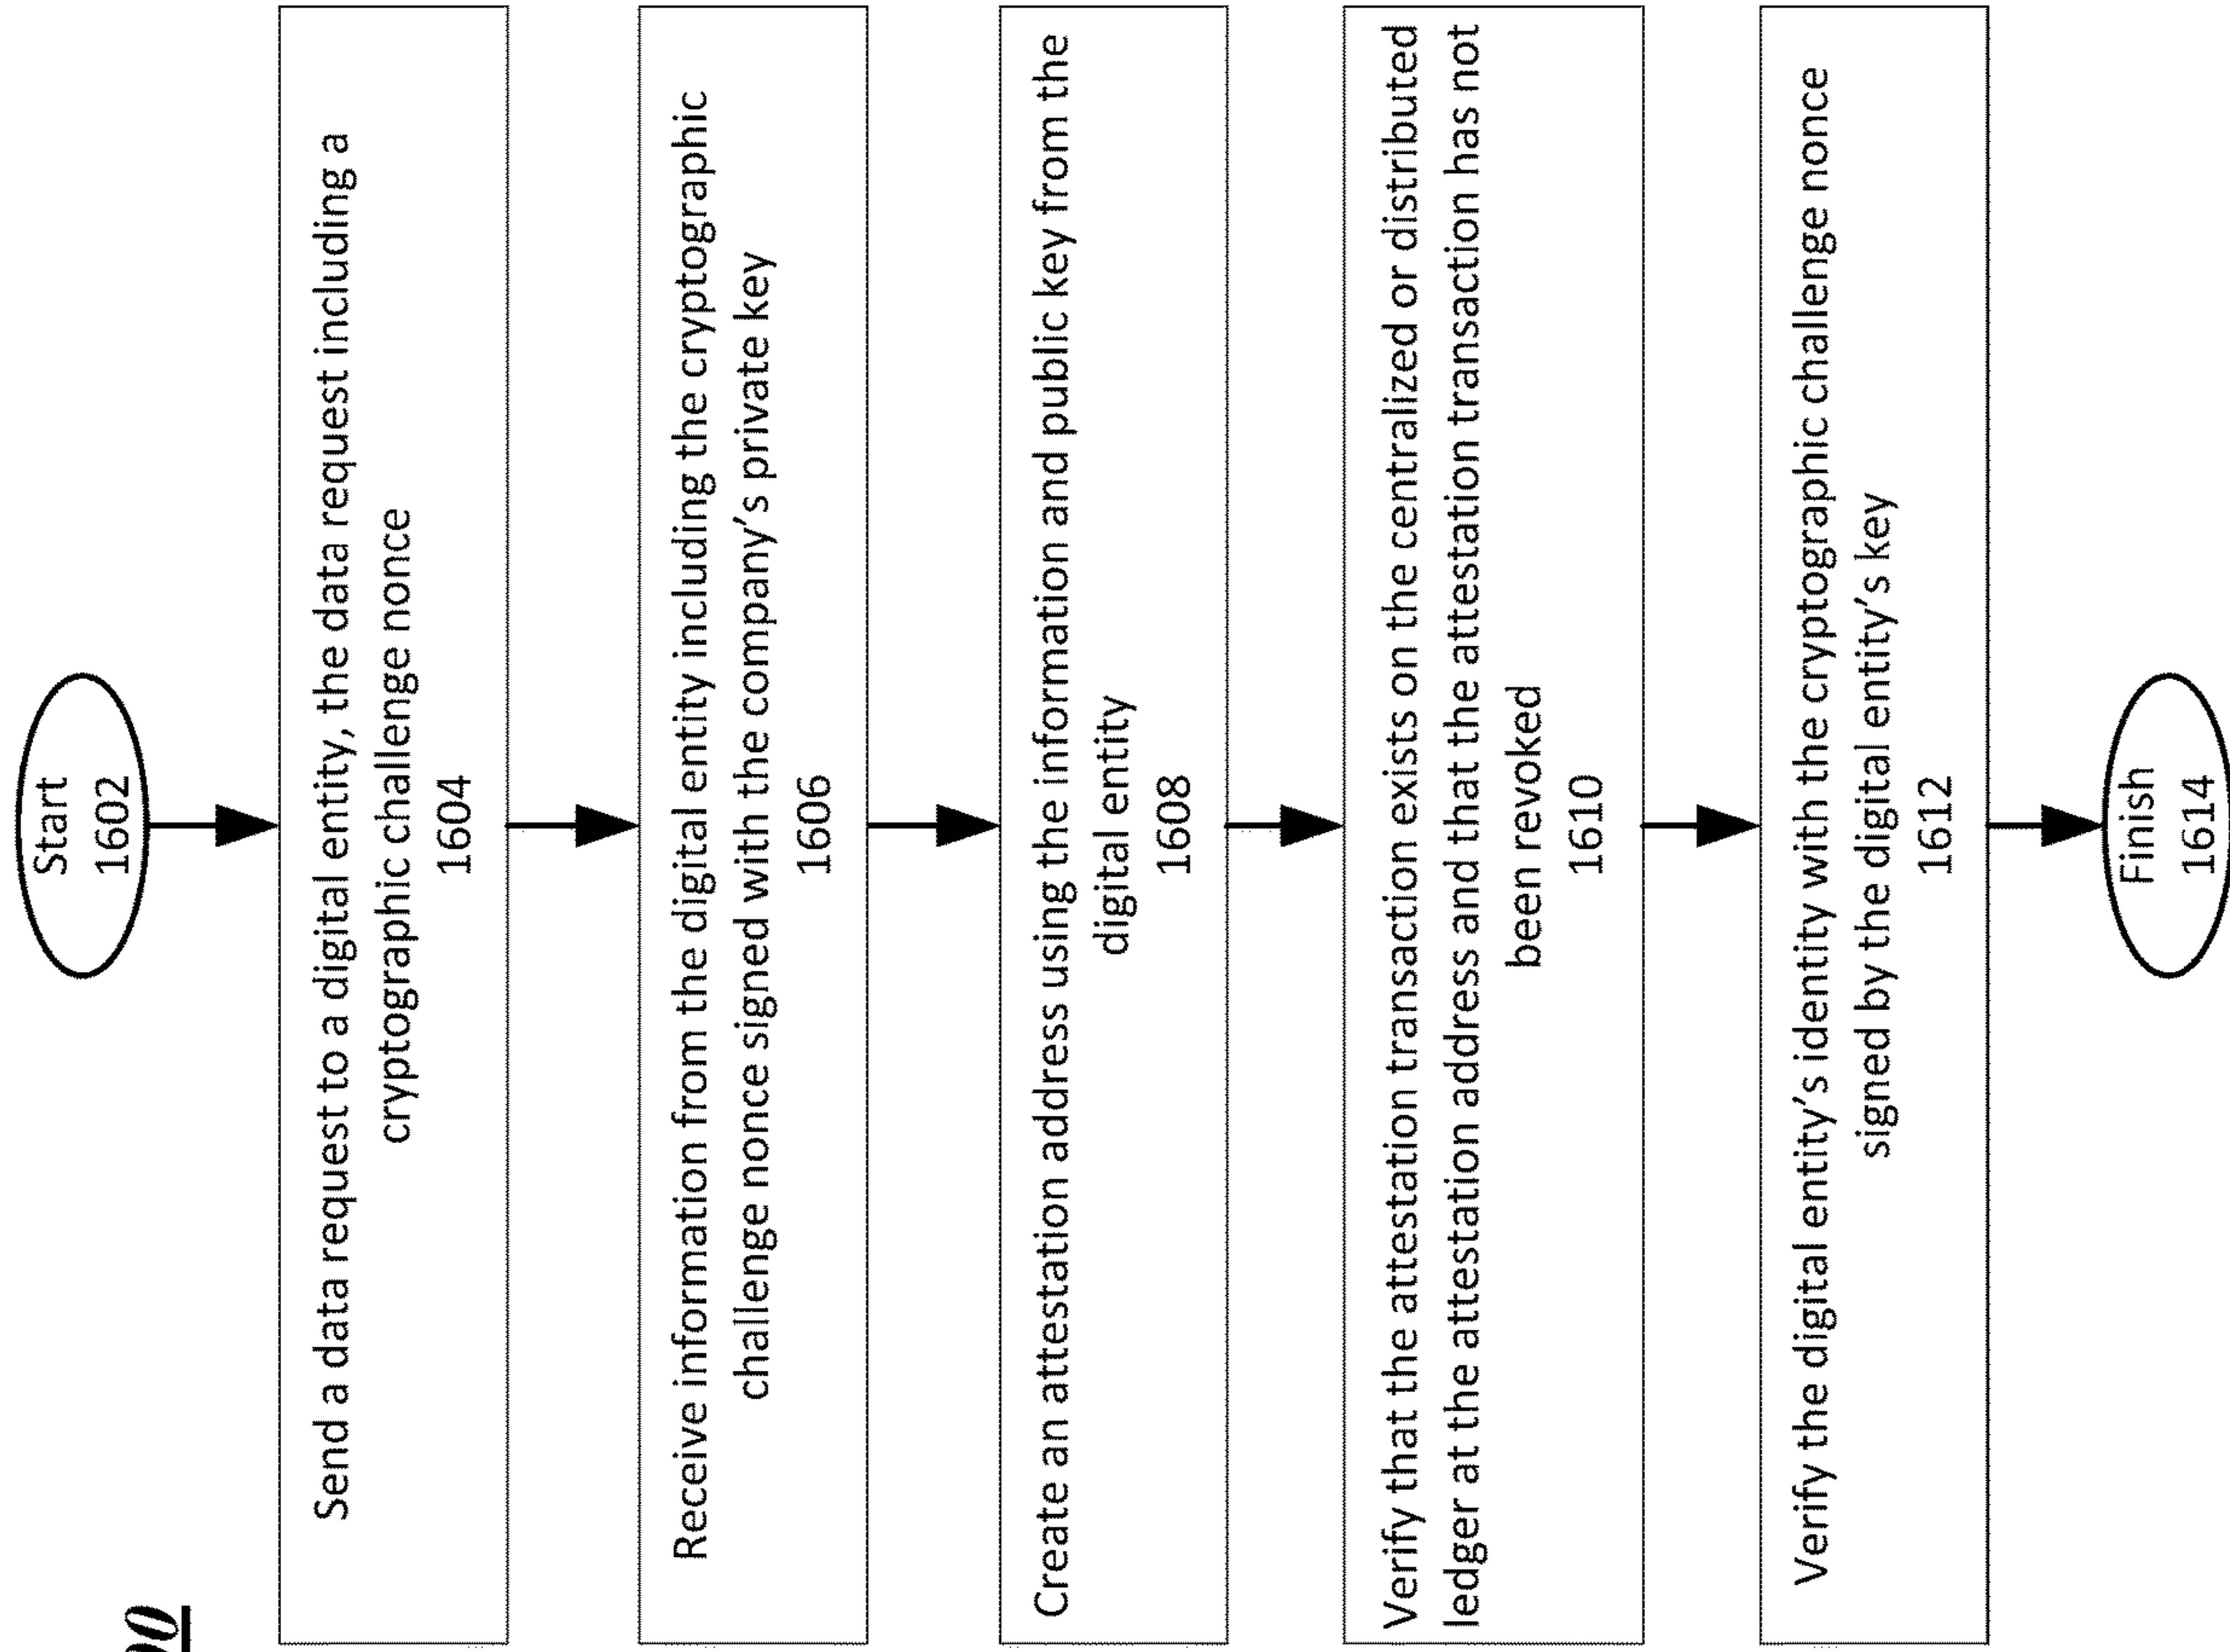 Start
1602
Send a data request to a digital entity, the data request including a
cryptographic challenge nonce
1604
Receive information from the digital entity including the cryptographic
challenge nonce signed with the company's private key
1606
Create an attestation address using the information and public key from the
digital entity
1608
Verify that the attestation transaction exists on the centralized or distributed
ledger at the attestation address and that the attestation transaction has not
been revoked
1610
Verify the digital entity's identity with the cryptographic challenge nonce
signed by the digital entity's key
1612
Finish
1614